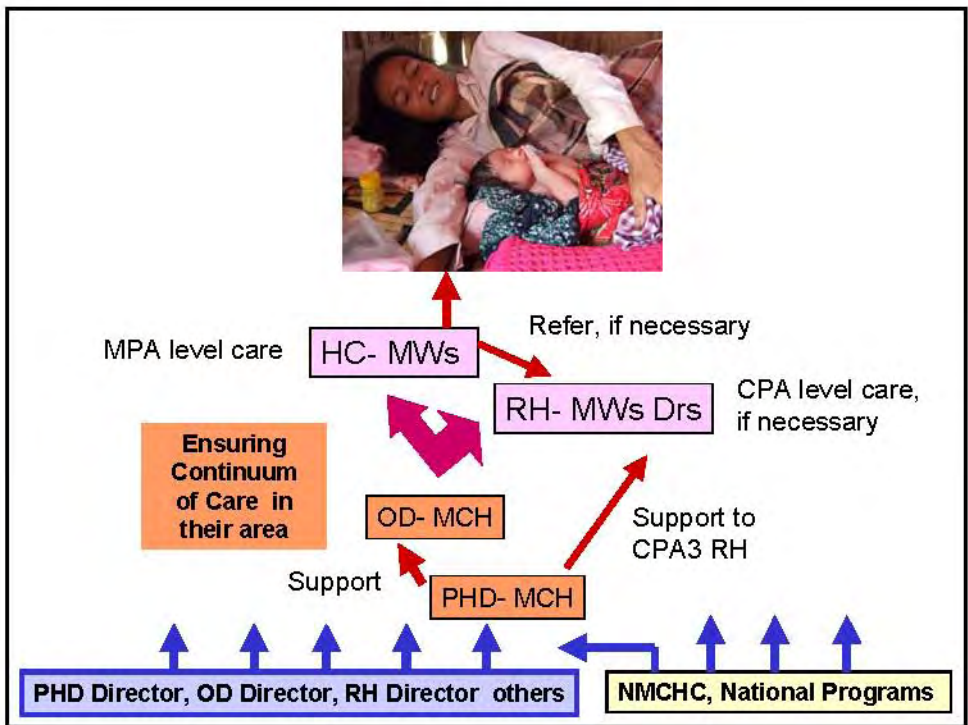 MPA level care
HC- MWs
Refer, if necessary
RH- MWs Drs
CPA level care,
if necessary
Ensuring
Continuum
of Care in
their area
OD- MCH
Support to
CPA3 RH
Support
PHD- MCH
PHD Director, OD Director, RH Director others
NMCHC, National Programs